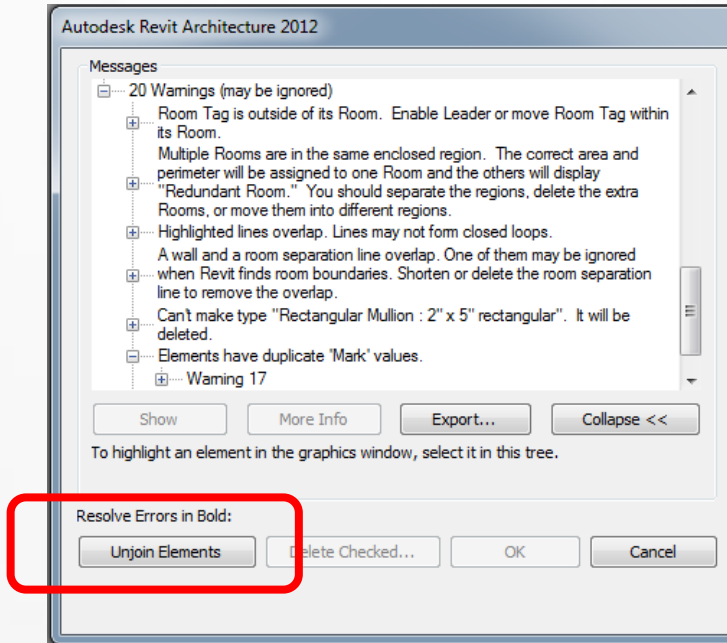 Autodesk Revit Architecture 2012
Messages
20 Warnings (may be ignored)
Room Tag is outside of its Room.  Enable Leader or move Room Tag within
its Room.
Multiple Rooms are in the same enclosed region.  The correct area and
perimeter will be assigned to one Room and the others will display
"Redundant Room."  You should separate the regions, delete the extra
Rooms, or move them into different regions.
Highlighted lines overlap. Lines may not form closed loops.
A wall and a room separation line overlap. One of them may be ignored
when Revit finds room boundaries. Shorten or delete the room separation
line to remove the overlap.
Can't make type "Rectangular Mullion : 2" x 5" rectangular".  It will be
deleted.
Elements have duplicate 'Mark' values.
Warning 17
Show More Info Export... Collapse <<
To highlight an element in the graphics window, select it in this tree.
Resolve Errors in Bold:
Unjoin Elements Delete Checked... OK Cancel